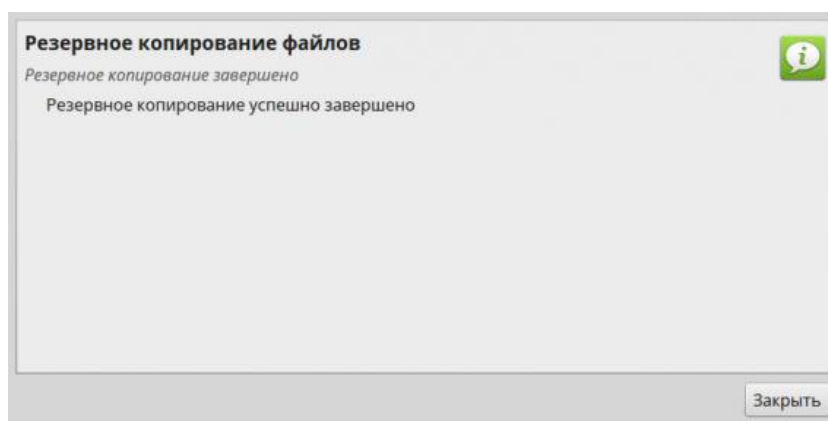 Резервное копирование файлов
Резервное копирование завершено
Резервное копирование успешно завершено
Закрыть